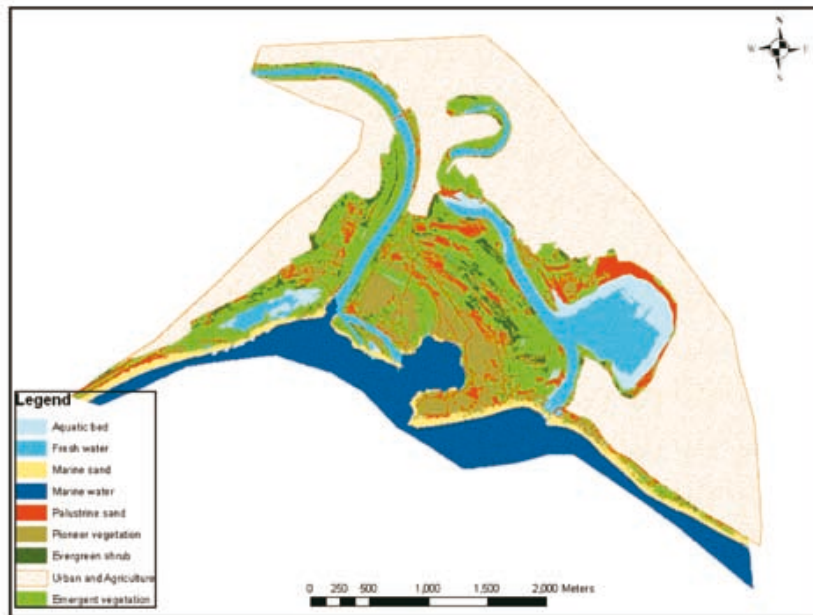 N
W E
S
Legend
Aquatic bed
Fresh water
Marine sand
Marine water
Palustrine sand
Pioneer vegetation
Evergreen shrub
Urban and Agriculture
Emergent vegetation
0 250 500 1,000 1,500 2,000 Meters